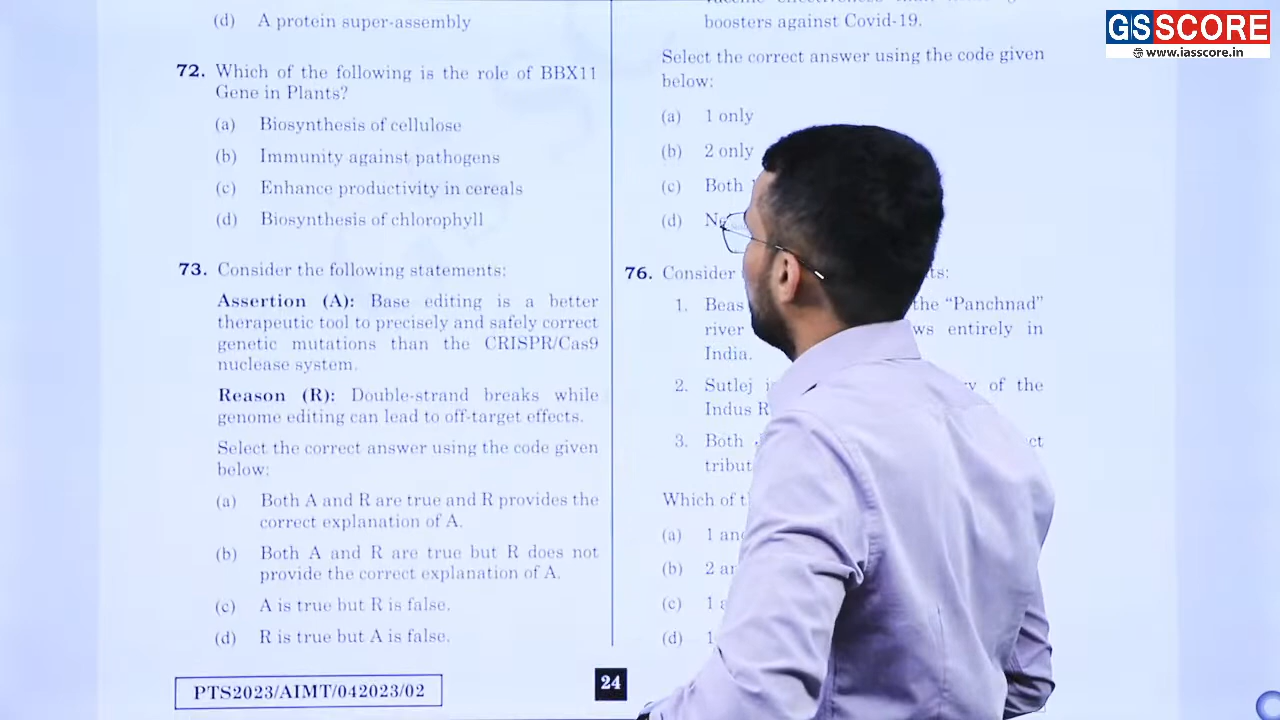 (d) A protein super-assembly
72. Which of the following is the role of BBX11
Gene in Plants?
(a) Biosynthesis of cellulose
(b) Immunity against pathogens
(c) Enhance productivity in cereals
(d) Biosynthesis of chlorophyll
73. Consider the following statements:
Assertion (A): Base editing is a better
therapeutic tool to precisely and safely correct
genetic mutations than the CRISPR/Cas9
nuclease system.
Reason (R): Double-strand breaks while
genome editing can lead to off-target effects.
Select the correct answer using the code given
below:
(a) Both A and R are true and R provides the
correct explanation of A.
(b) Both A and R are true but R does not
provide the correct explanation of A.
(c) A is true but R is false.
(d) R is true but A is false.
PTS2023/AIMT/042023/02
24
boosters against Covid-19.
Select the correct answer using the code given
below:
(a) 1 only
(b) 2 only
(c) Both
(d)
76. Consider
1. Beas the "Panchnad"
river entirely in
India.
2. Sutlej of the
Indus
3. Both
Which of
(a) 1
(b) 2
(c) 1
(d) 1
GSSCORE
www.iasscore.in